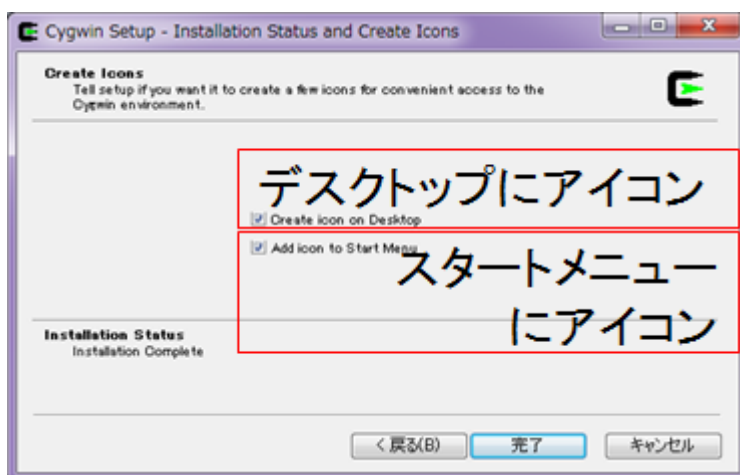 Cygwin Setup - Installation Status and Create Icons
Create Icons
Tell setup if you want it to create a few icons for convenient access to the
Cygwin environment.
デスクトップにアイコン
Create icon on Desktop
Add icon to Start Menu
スタートメニュー
にアイコン
Installation Status
Installation Complete
< 戻る(B)
完了
キャンセル